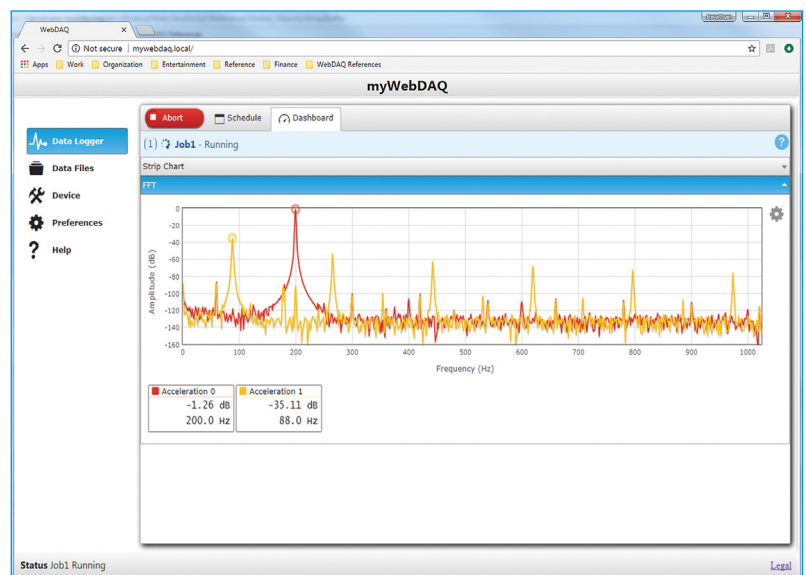 WebDAQ
Not secure | mywebdaq.local/
Apps Work Organization Entertainment Reference Finance WebDAQ References
myWebDAQ
Abort Schedule Dashboard
Data Logger
Data Files
Device
Preferences
Help
(1) Job1 - Running
Strip Chart
FFT
Amplitude (dB)
0
-20
-40
-60
-80
-100
-120
-140
-160
200 300 400 500 600 700 800 900 1000
Frequency (Hz)
Acceleration 0
-1.26 dB
200.0 Hz
Acceleration 1
-35.11 dB
88.0 Hz
Status Job1 Running
Legal